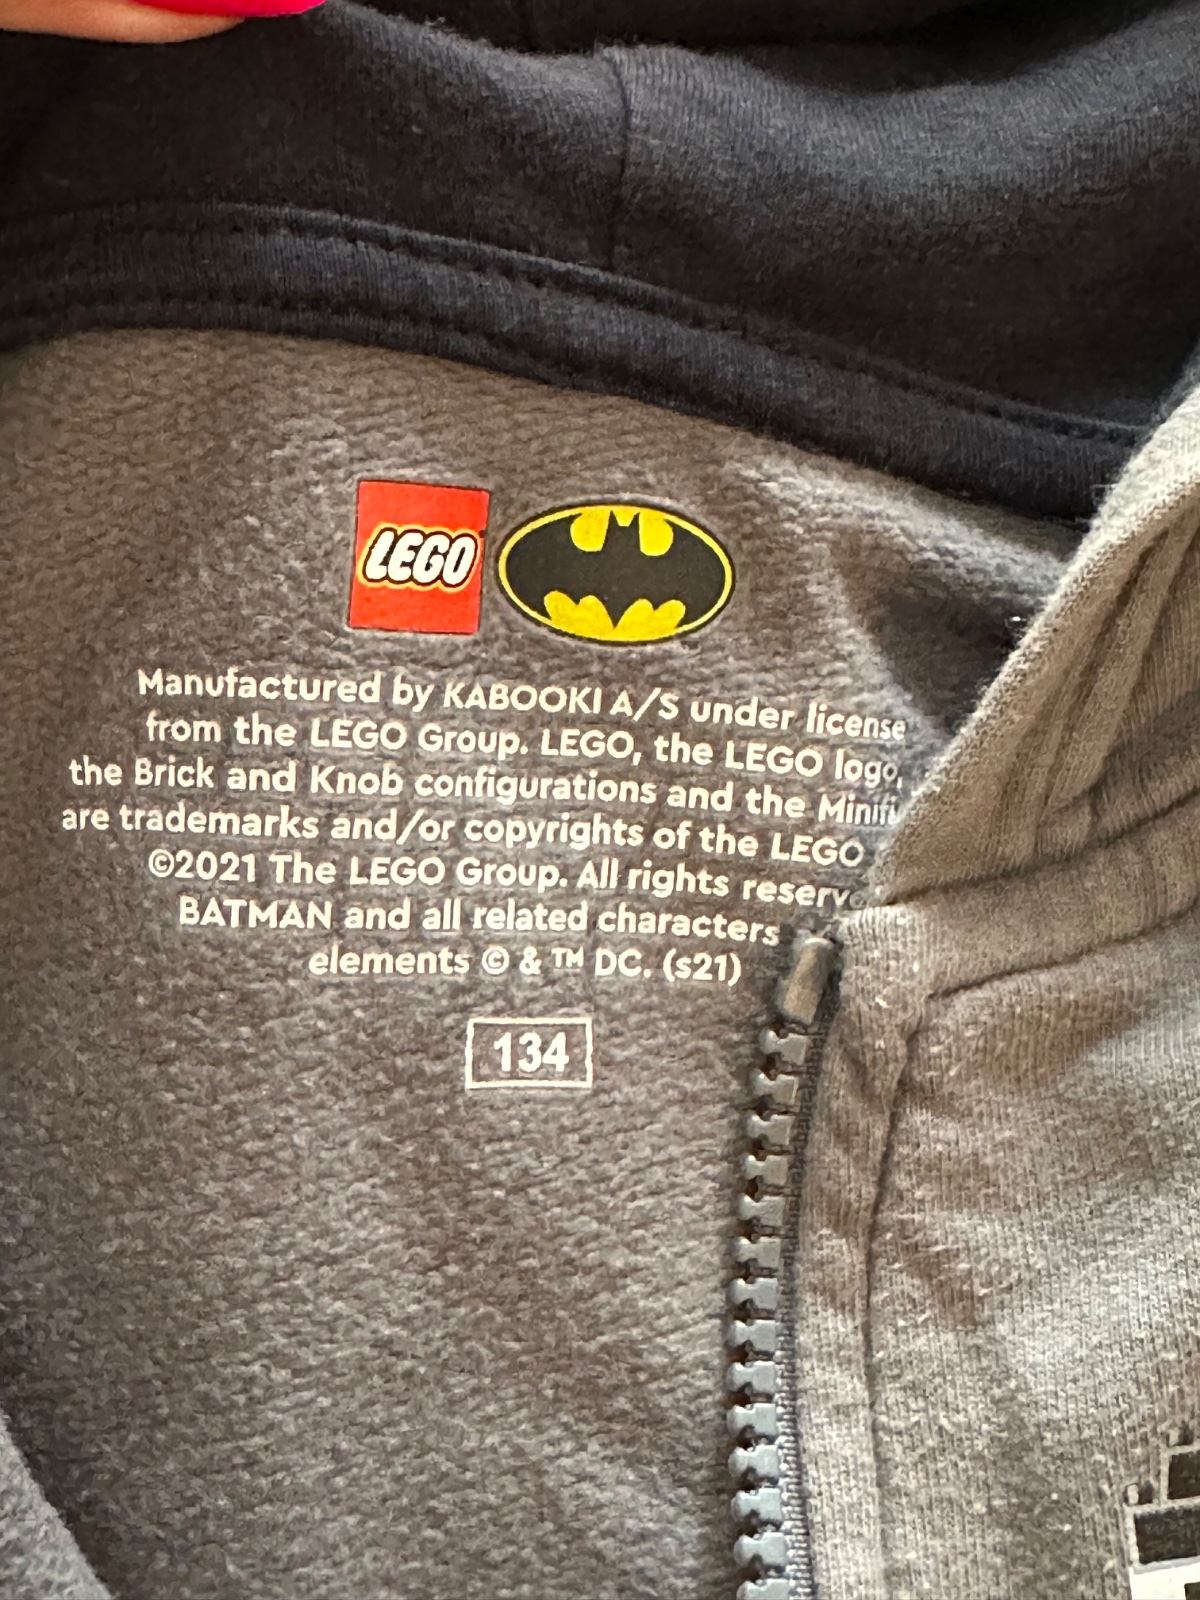 LEGO
Manufactured by KABOOKI A/S under license
from the LEGO Group. LEGO, the LEGO logo,
the Brick and Knob configurations and the
are trademarks and/or copyrights of the LEGO
©2021 The LEGO Group. All rights
BATMAN and all related characters
elements © & ™ DC. (s21)
134